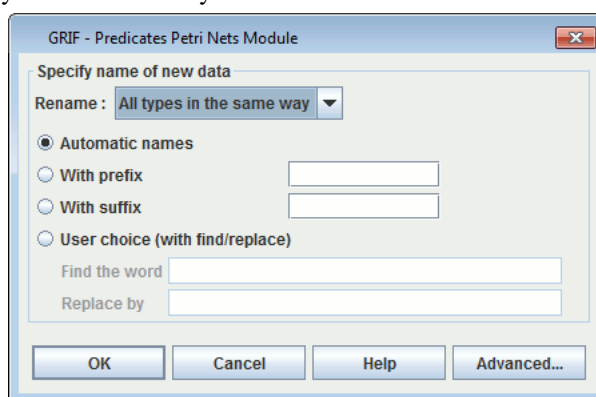 GRIF - Predicates Petri Nets Module
Specify name of new data
Rename : All types in the same way
Automatic names
With prefix
With suffix
User choice (with find/replace)
Find the word
Replace by
OK Cancel Help Advanced...